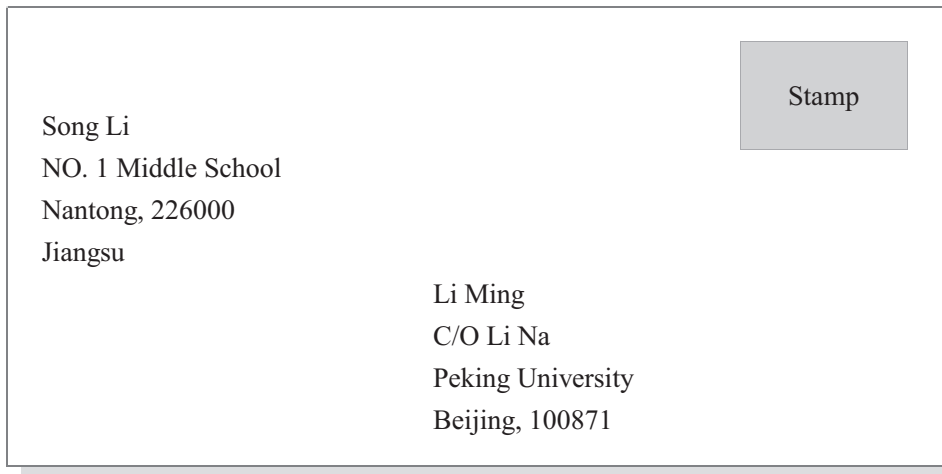 Stamp
Song Li
NO. 1 Middle School
Nantong, 226000
Jiangsu
Li Ming
C/O Li Na
Peking University
Beijing, 100871